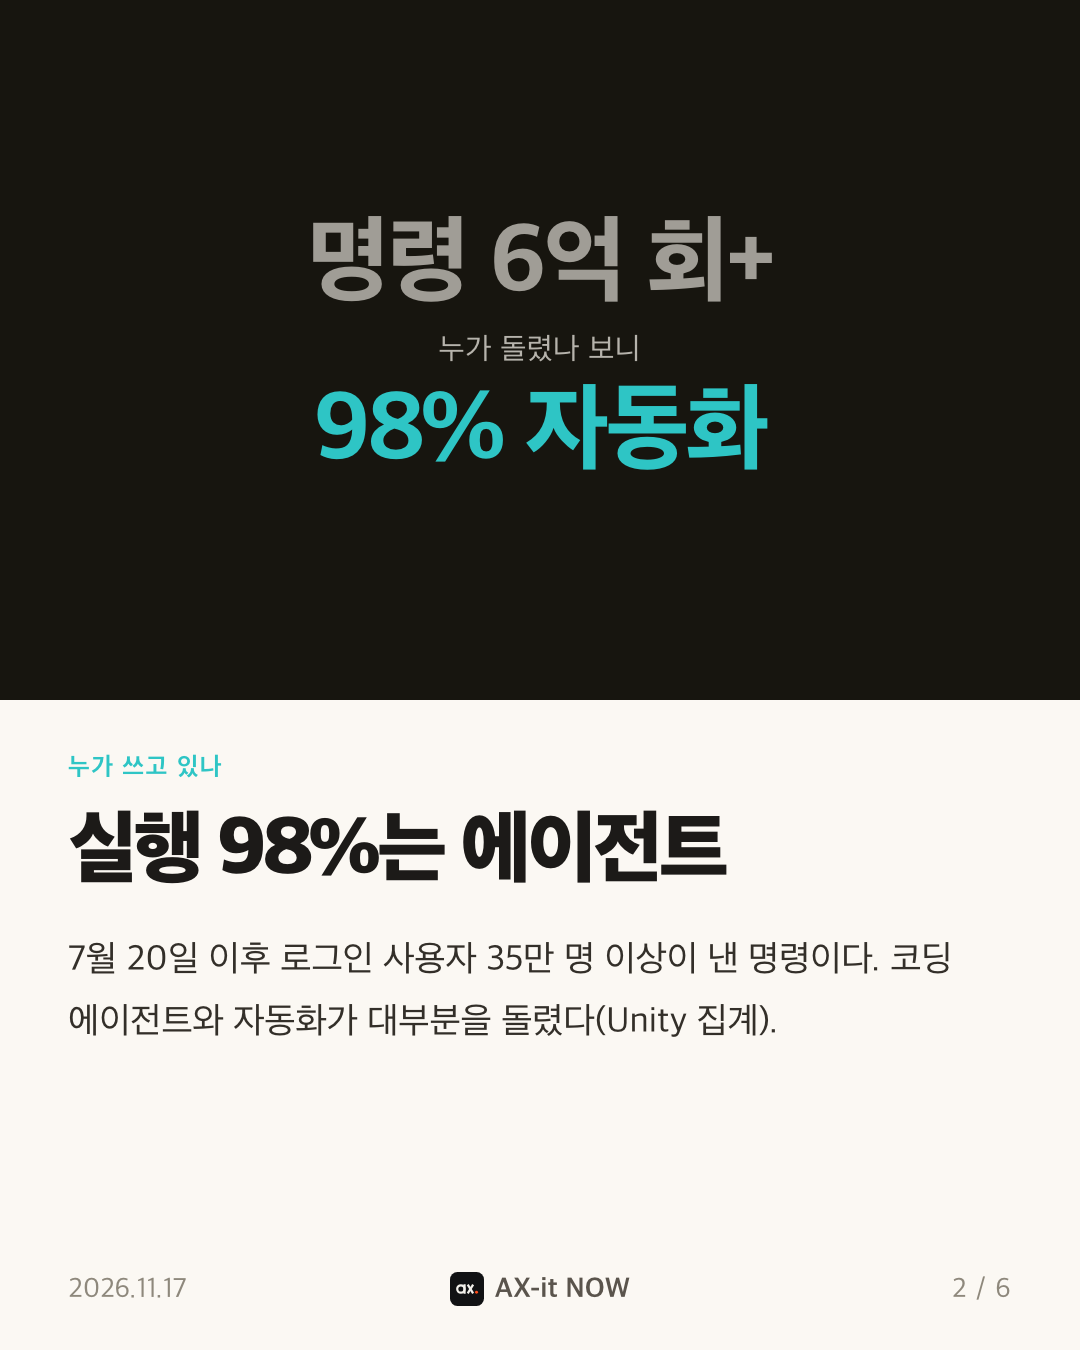 명령 6억 회+
누가 돌렸나 보니
98% 자동화
누가 쓰고 있나
실행 98%는 에이전트
7월 20일 이후 로그인 사용자 35만 명 이상이 낸 명령이다. 코딩
에이전트와 자동화가 대부분을 돌렸다(Unity 집계).
2026.11.17
ax. AX-it NOW
2 / 6